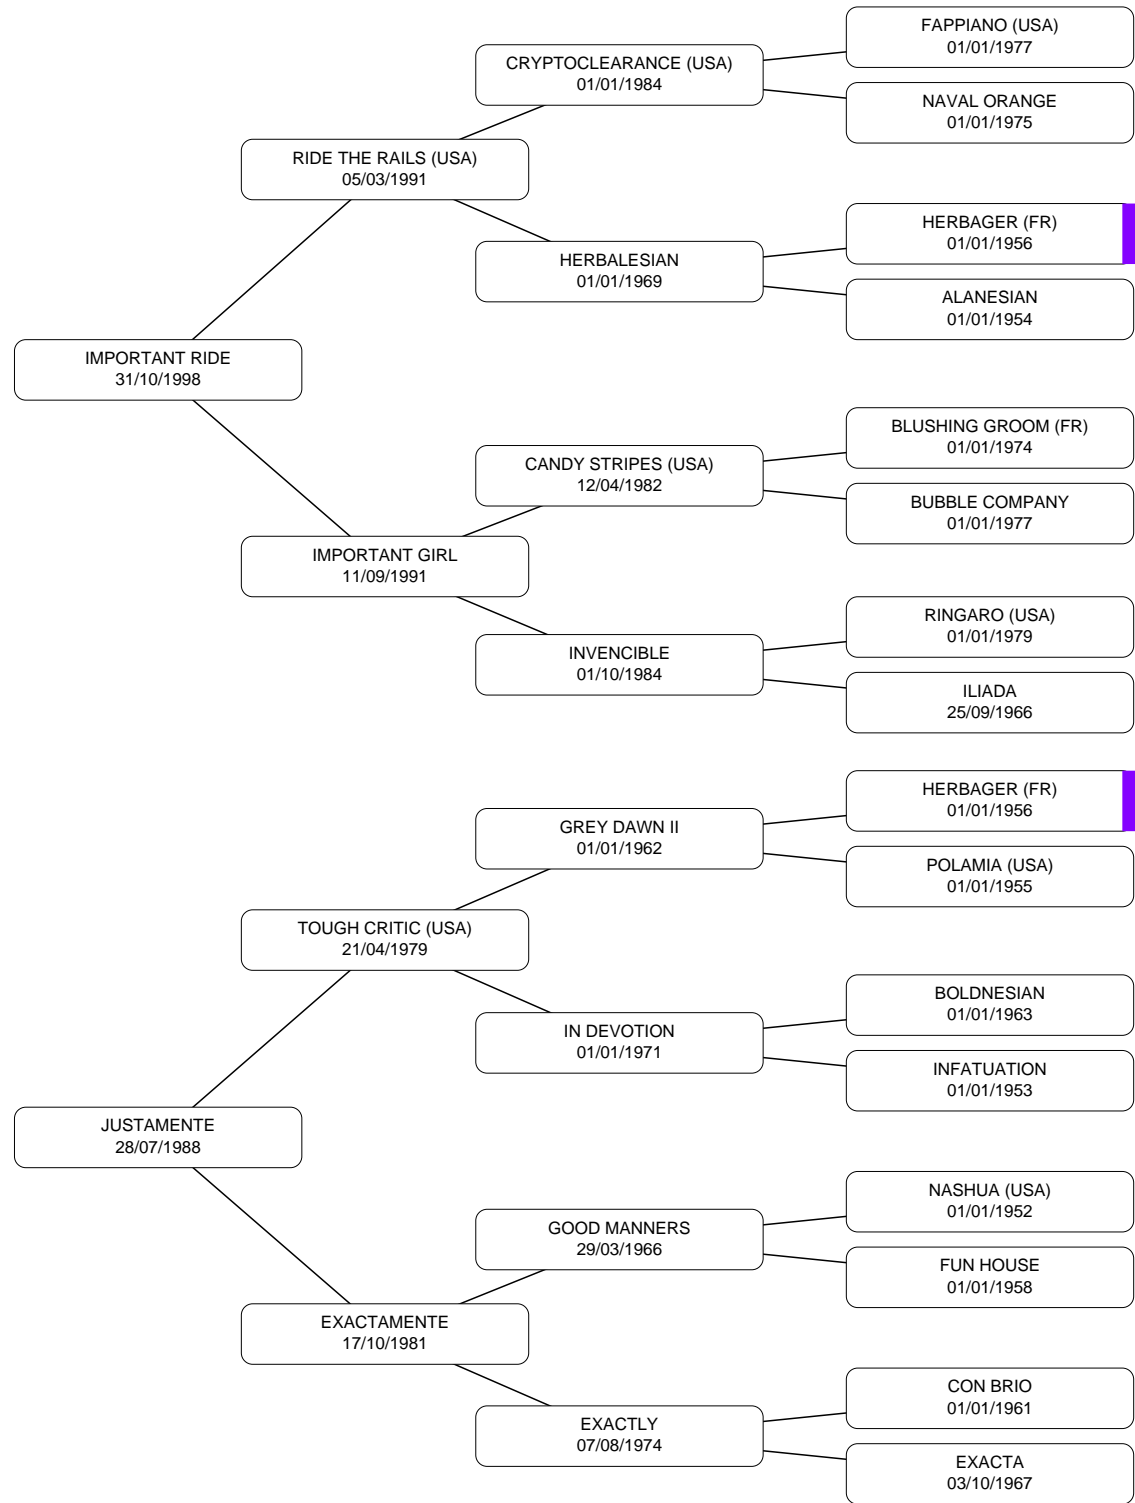 FAPPIANO (USA)
01/01/1977
CRYPTOCLEARANCE (USA)
01/01/1984
NAVAL ORANGE
01/01/1975
RIDE THE RAILS (USA)
05/03/1991
HERBAGER (FR)
01/01/1956
HERBALESIAN
01/01/1969
ALANESIAN
01/01/1954
IMPORTANT RIDE
31/10/1998
BLUSHING GROOM (FR)
01/01/1974
CANDY STRIPES (USA)
12/04/1982
BUBBLE COMPANY
01/01/1977
IMPORTANT GIRL
11/09/1991
RINGARO (USA)
01/01/1979
INVENCIBLE
01/10/1984
ILIADA
25/09/1966
HERBAGER (FR)
01/01/1956
GREY DAWN II
01/01/1962
POLAMIA (USA)
01/01/1955
TOUGH CRITIC (USA)
21/04/1979
BOLDNESIAN
01/01/1963
IN DEVOTION
01/01/1971
INFATUATION
01/01/1953
JUSTAMENTE
28/07/1988
NASHUA (USA)
01/01/1952
GOOD MANNERS
29/03/1966
FUN HOUSE
01/01/1958
EXACTAMENTE
17/10/1981
CON BRIO
01/01/1961
EXACTLY
07/08/1974
EXACTA
03/10/1967